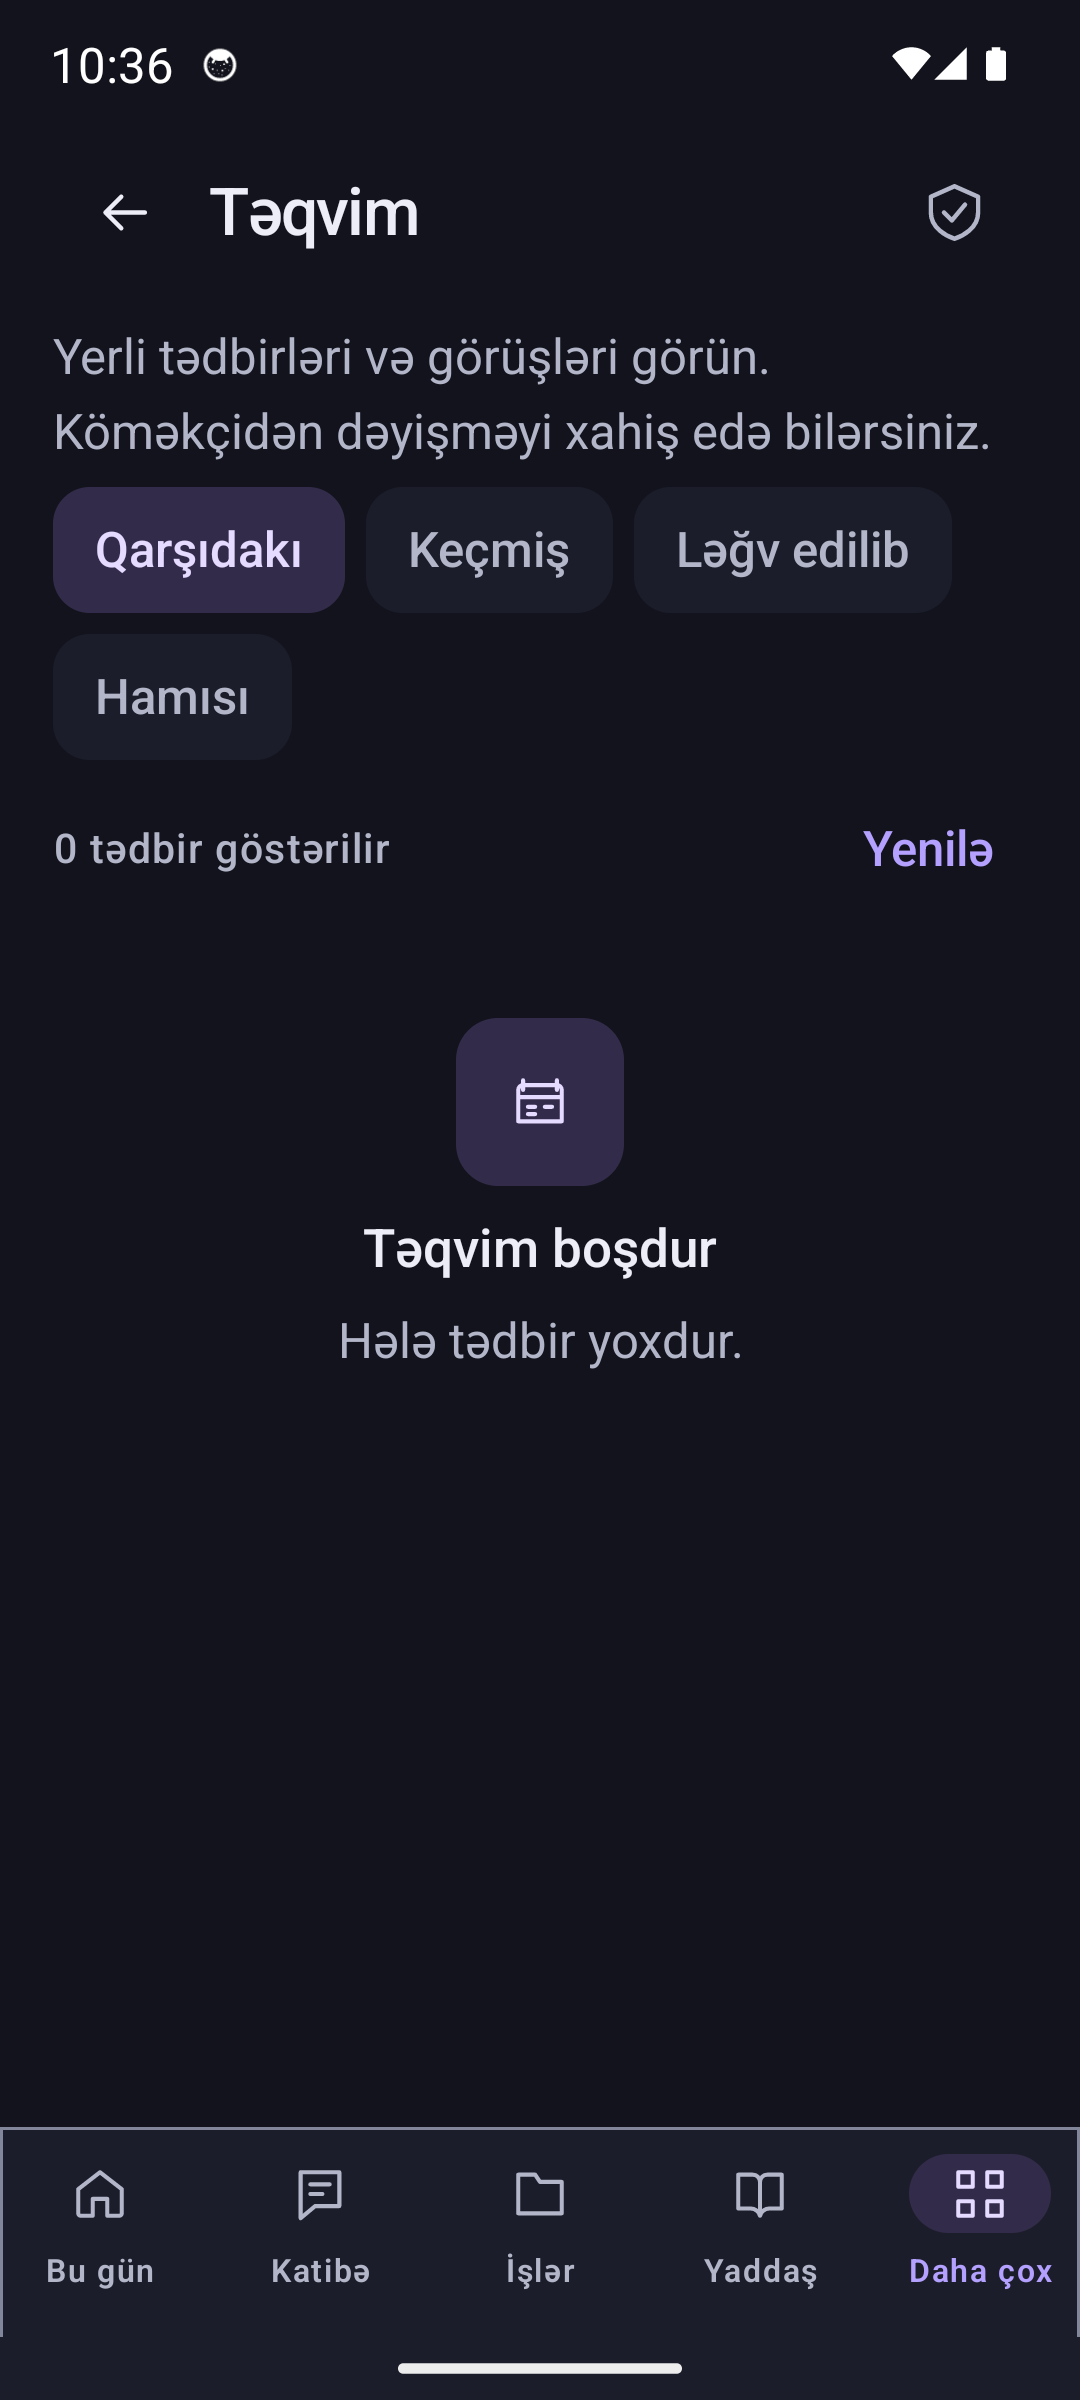 10:36
Təqvim
Yerli tədbirləri və görüşləri görün.
Köməkçidən dəyişməyi xahiş edə bilərsiniz.
Qarşıdakı
Keçmiş
Ləğv edilib
Hamısı
0 tədbir göstərilir
Yenilə
Təqvim boşdur
Hələ tədbir yoxdur.
Bu gün
Katibə
İşlər
Yaddaş
Daha çox